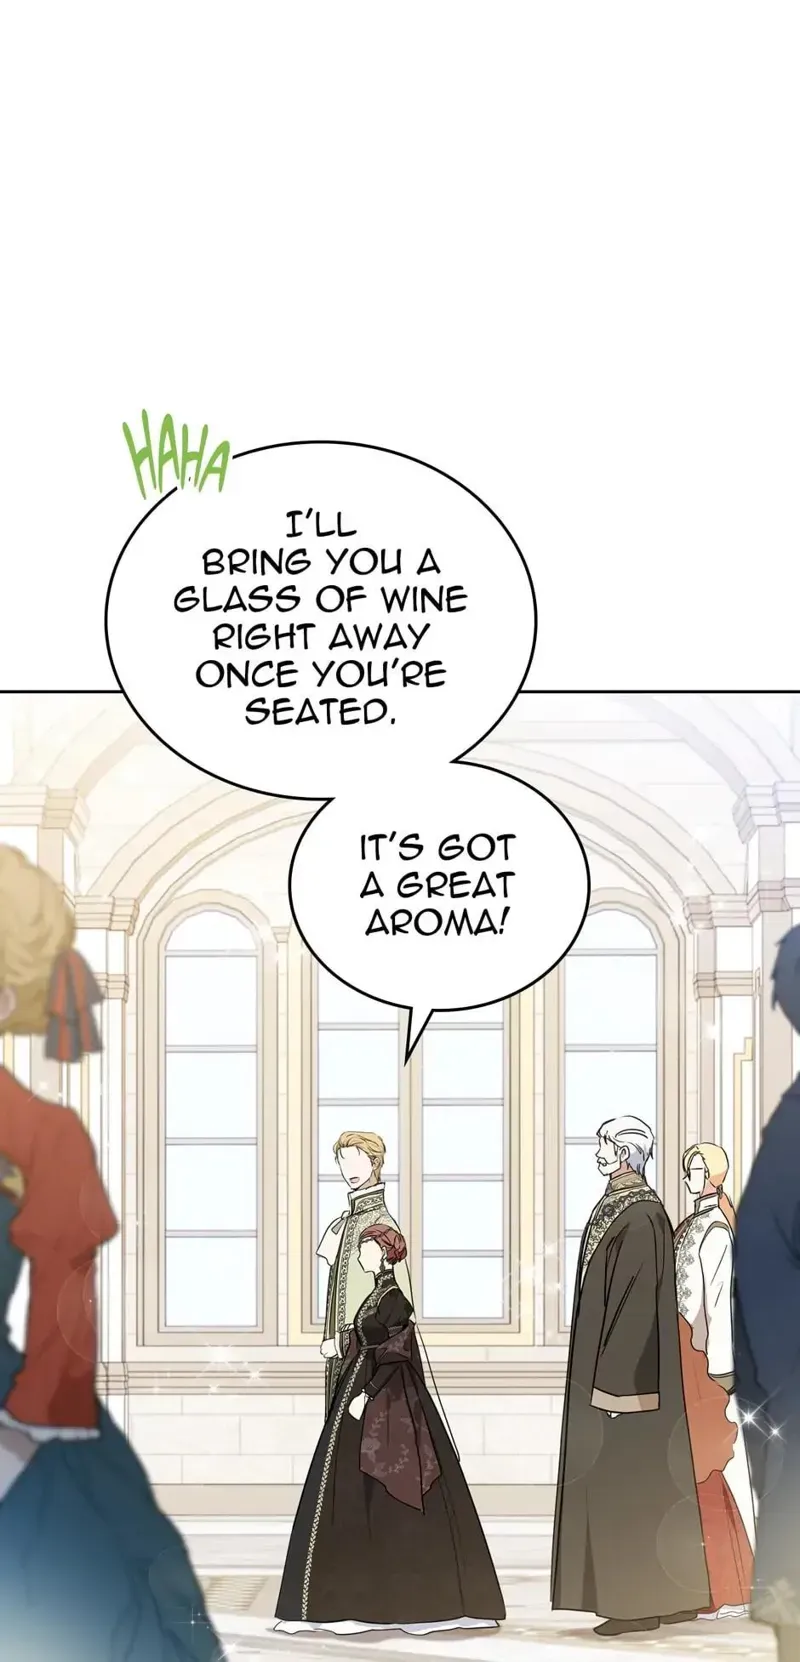 HAHA
I'LL
BRING YOU A
GLASS OF WINE
RIGHT AWAY
ONCE YOU'RE
SEATED.
IT'S GOT
A GREAT
AROMA!